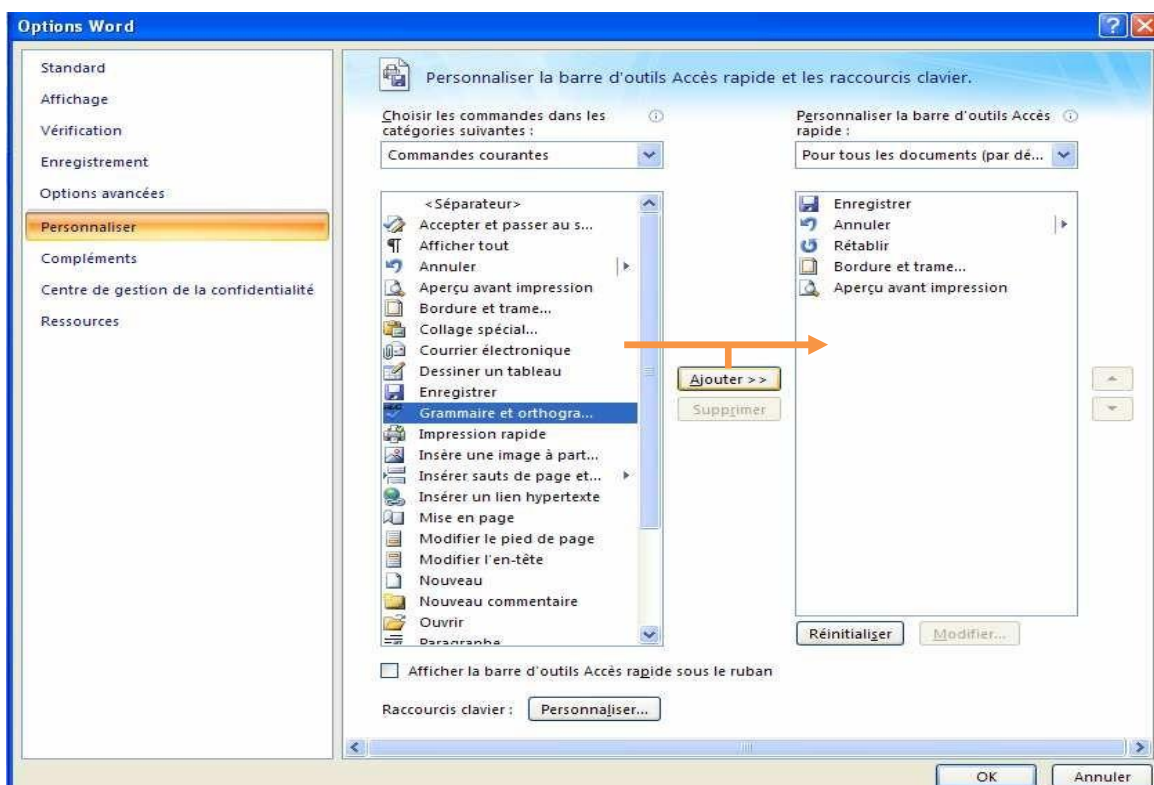 Options Word
Standard
Affichage
Vérification
Enregistrement
Options avancées
Personnaliser
Compléments
Centre de gestion de la confidentialité
Ressources
Personnaliser la barre d'outils Accès rapide et les raccourcis clavier.
Choisir les commandes dans les
catégories suivantes :
Commandes courantes
<Séparateur>
Accepter et passer au s...
Afficher tout
Annuler
Aperçu avant impression
Bordure et trame...
Collage spécial...
Courrier électronique
Dessiner un tableau
Enregistrer
Grammaire et orthogra...
Impression rapide
Insère une image à part...
Insérer sauts de page et...
Insérer un lien hypertexte
Mise en page
Modifier le pied de page
Modifier l'en-tête
Nouveau
Nouveau commentaire
Ouvrir
Paragraphe
Ajouter >>
Supprimer
Personnaliser la barre d'outils Accès
rapide :
Pour tous les documents (par dé...
Enregistrer
Annuler
Rétablir
Bordure et trame...
Aperçu avant impression
Réinitialiser
Modifier...
Afficher la barre d'outils Accès rapide sous le ruban
Raccourcis clavier :
Personnaliser...
OK
Annuler